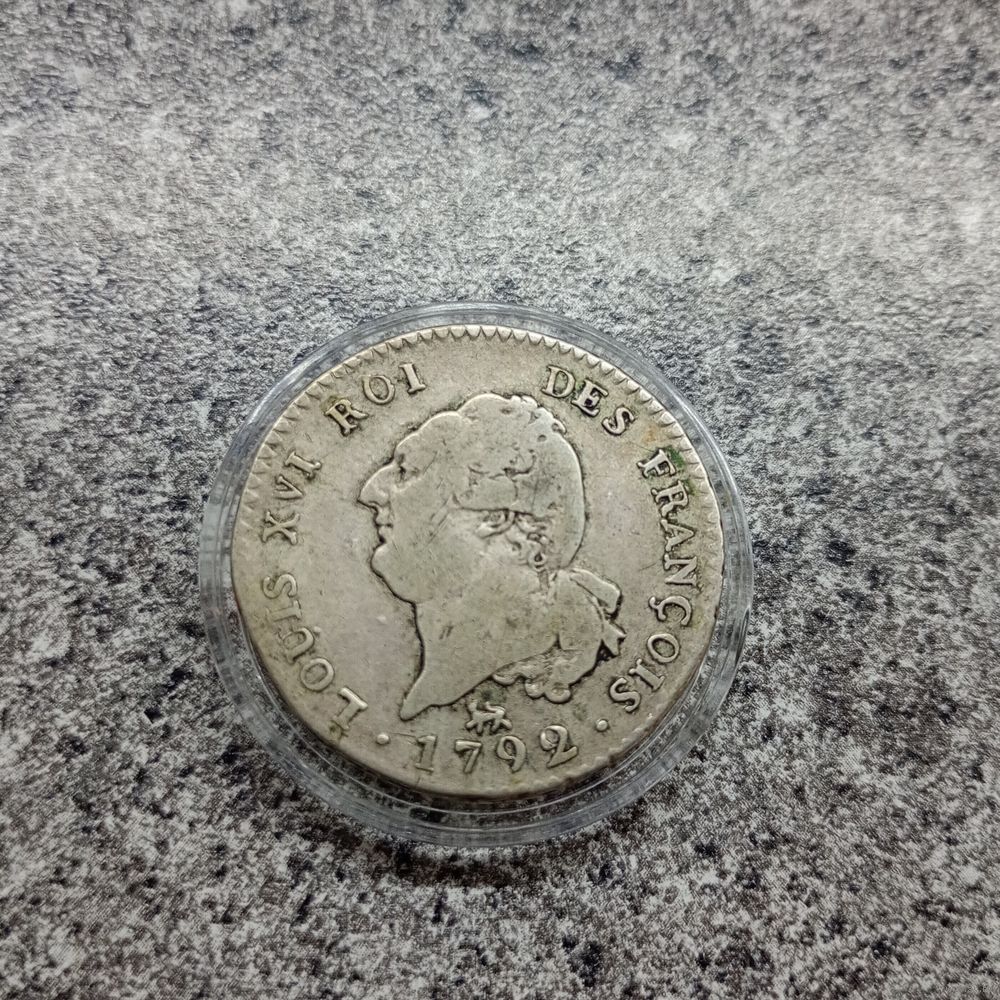 LOUIS XVI ROI DES FRANÇOIS
· 1792 ·